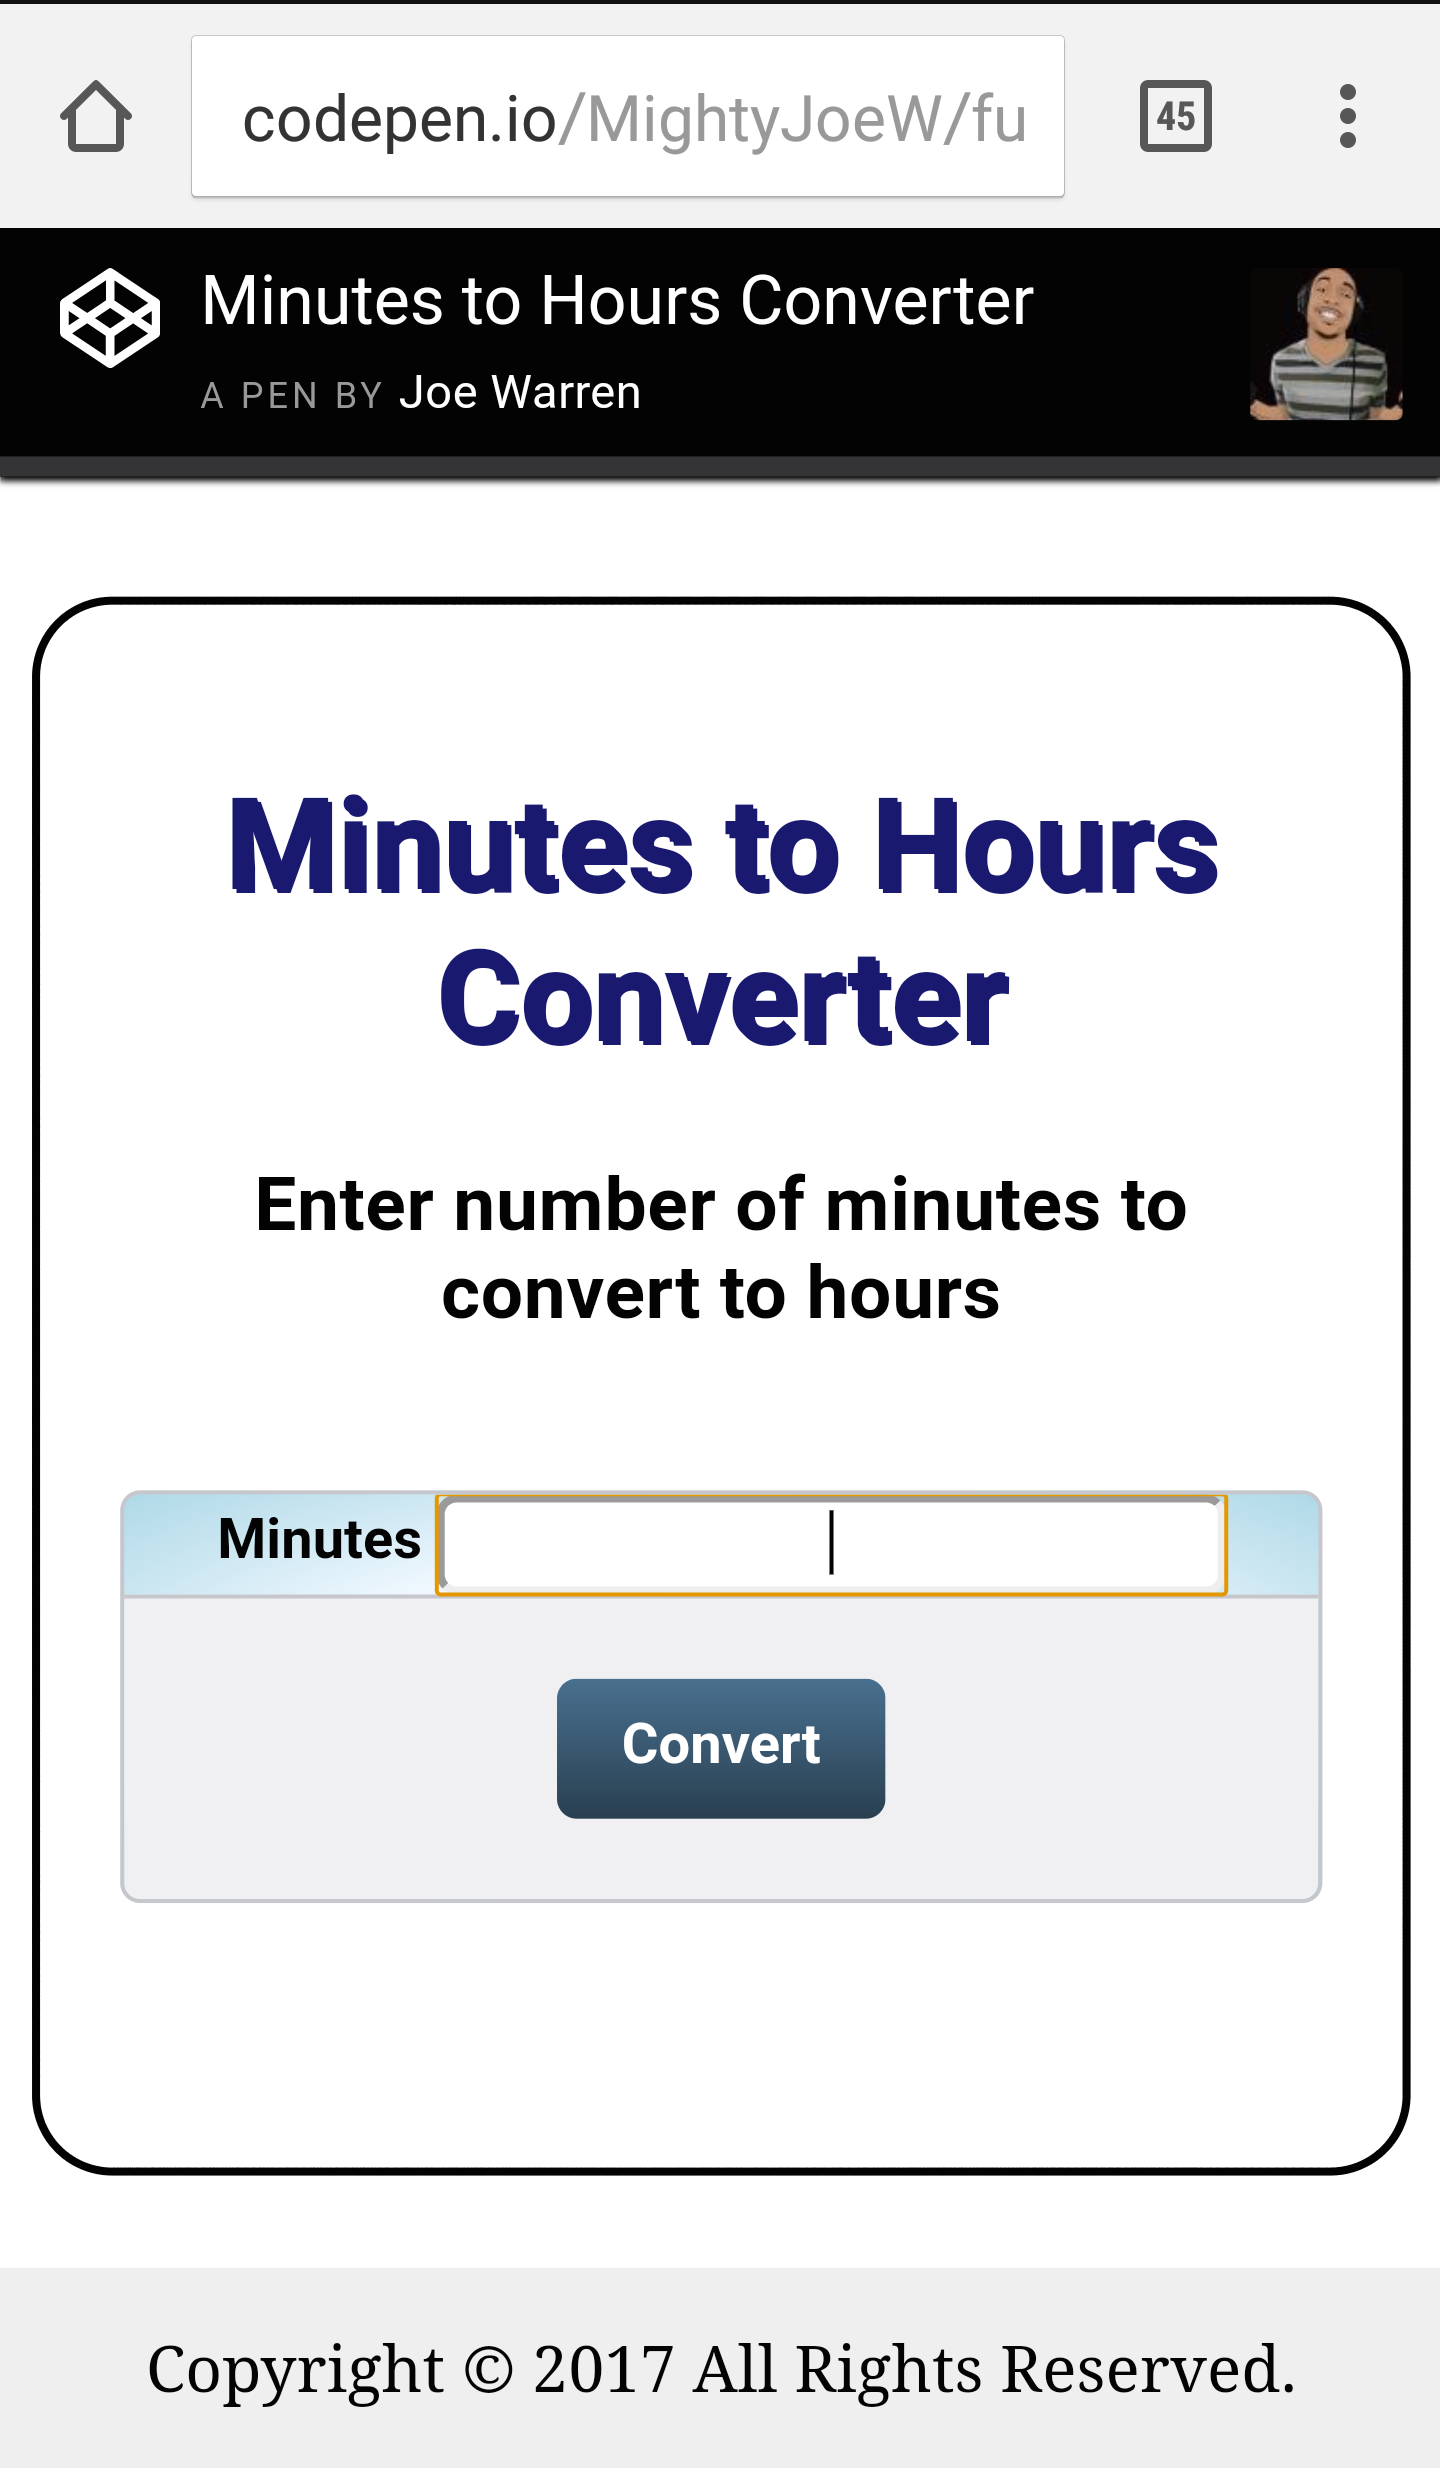 codepen.io/MightyJoeW/fu
45
Minutes to Hours Converter
A PEN BY Joe Warren
Minutes to Hours
Converter
Enter number of minutes to
convert to hours
Minutes
Convert
Copyright © 2017 All Rights Reserved.